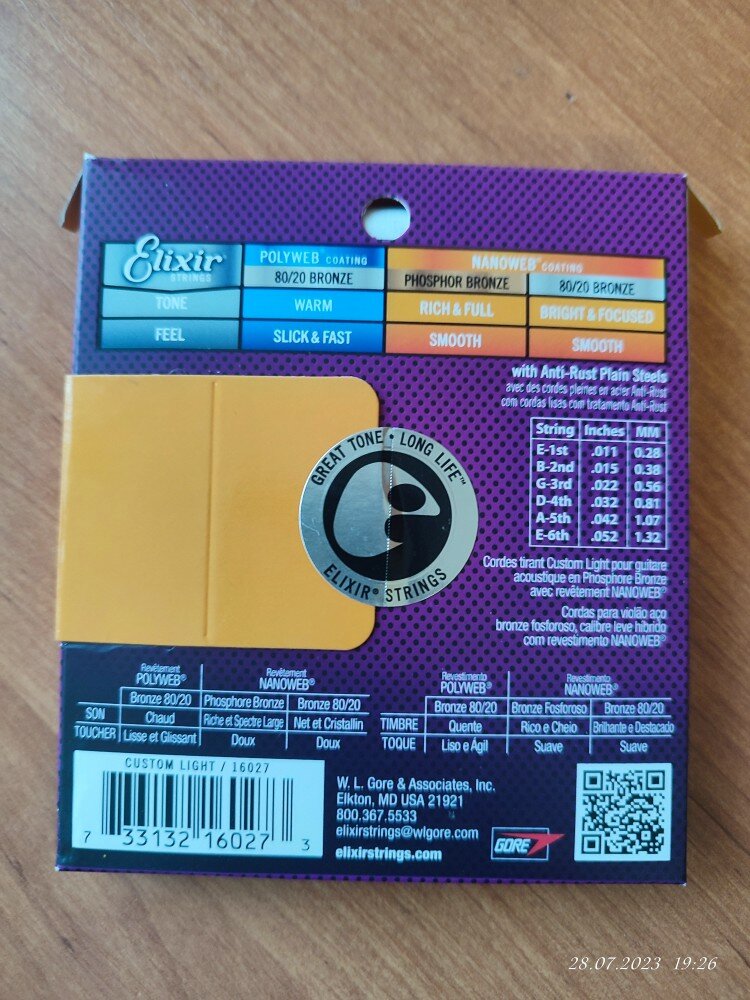 Elixir
STRINGS
POLYWEB COATING
NANOWEB® COATING
80/20 BRONZE
PHOSPHOR BRONZE
80/20 BRONZE
TONE
WARM
RICH & FULL
BRIGHT & FOCUSED
FEEL
SLICK & FAST
SMOOTH
SMOOTH
with Anti-Rust Plain Steels
avec des cordes pleines en acier Anti-Rust
com cordas lisas com tratamento Anti-Rust
String Inches MM
E-1st .011 0.28
B-2nd .015 0.38
G-3rd .022 0.56
D-4th .032 0.81
A-5th .042 1.07
E-6th .052 1.32
GREAT TONE • LONG LIFE™
ELIXIR® STRINGS
Cordes tirant Custom Light pour guitare
acoustique en Phosphore Bronze
avec revêtement NANOWEB®
Cordas para violão aço
bronze fosforoso, calibre leve híbrido
com revestimento NANOWEB®
Revêtement
POLYWEB®
Revêtement
NANOWEB®
Bronze 80/20 Phosphore Bronze Bronze 80/20
SON Chaud Riche et Spectre Large Net et Cristallin
TOUCHER Lisse et Glissant Doux Doux
Revestimento
POLYWEB®
Revestimento
NANOWEB®
Bronze 80/20 Bronze Fosforoso Bronze 80/20
TIMBRE Quente Rico e Cheio Brilhante e Destacado
TOQUE Liso e Ágil Suave Suave
CUSTOM LIGHT / 16027
7 33132 16027 3
W. L. Gore & Associates, Inc.
Elkton, MD USA 21921
800.367.5533
elixirstrings@wlgore.com
elixirstrings.com
GORE
28.07.2023 19:26